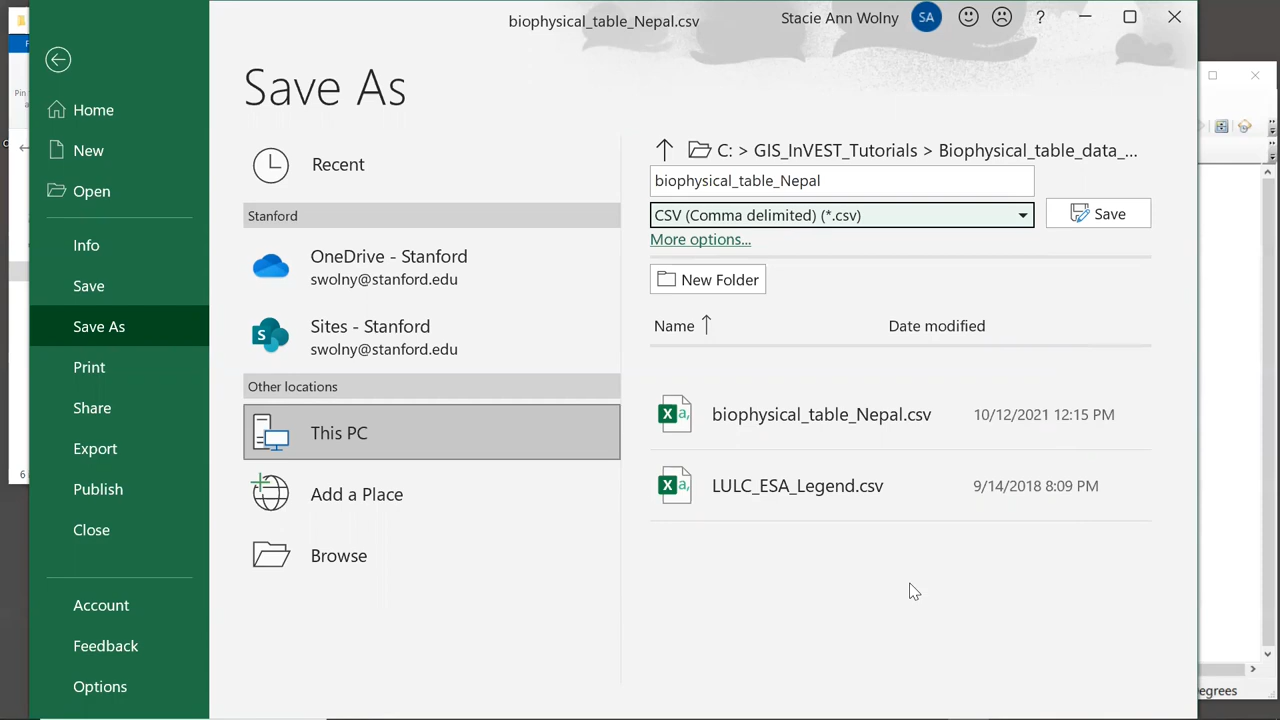 biophysical_table_Nepal.csv
Stacie Ann Wolny
SA
?
Save As
Home
New
Open
Info
Save
Save As
Print
Share
Export
Publish
Close
Account
Feedback
Options
Recent
Stanford
OneDrive - Stanford
swolny@stanford.edu
S
Sites - Stanford
swolny@stanford.edu
Other locations
This PC
Add a Place
Browse
C: > GIS_InVEST_Tutorials > Biophysical_table_data_...
biophysical_table_Nepal
CSV (Comma delimited) (*.csv)
Save
More options...
New Folder
Name
Date modified
X a,
biophysical_table_Nepal.csv
10/12/2021 12:15 PM
X a,
LULC_ESA_Legend.csv
9/14/2018 8:09 PM
F
Pin
a
6
egrees